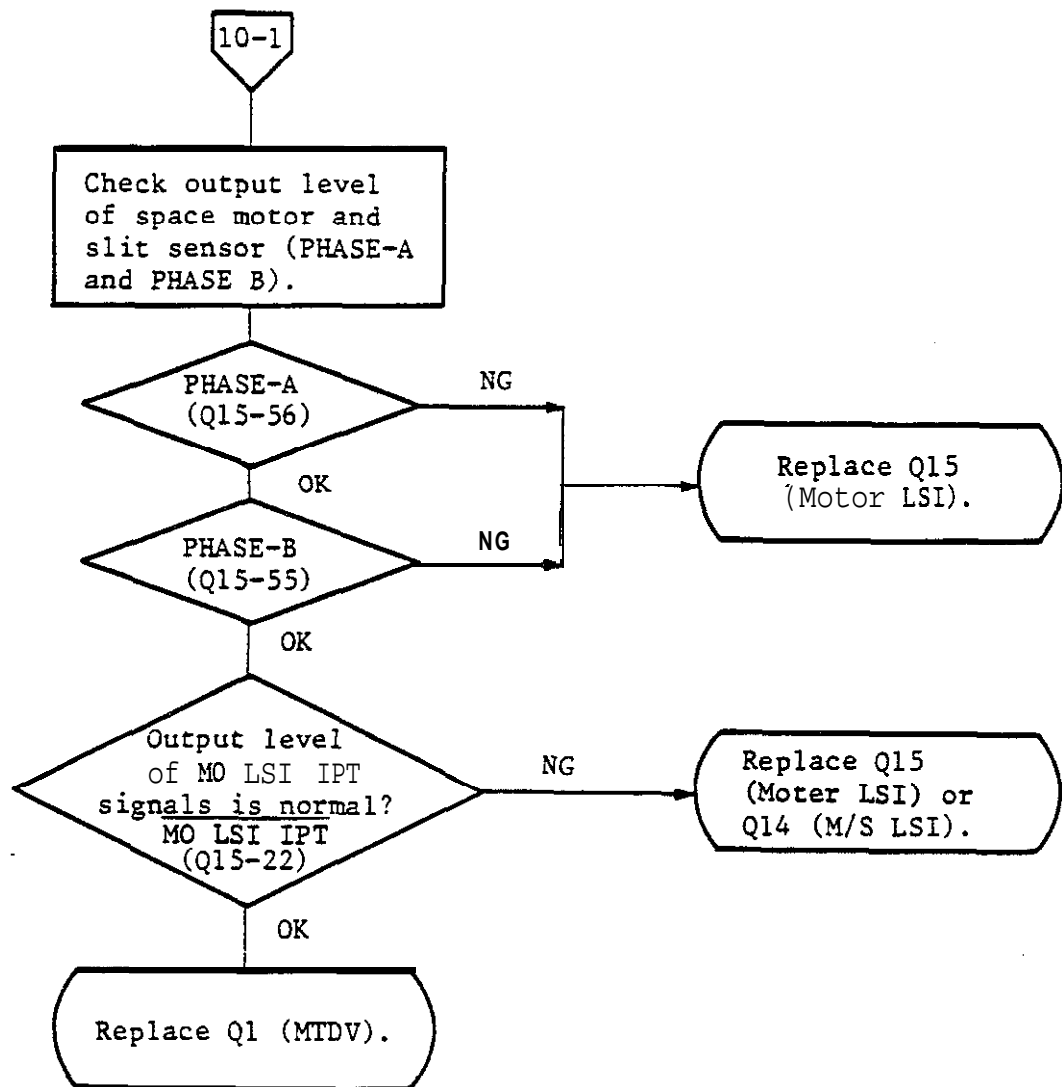 10-1
Check output level
of space motor and
slit sensor (PHASE-A
and PHASE B).
PHASE-A
(Q15-56)
NG
OK
Replace Q15
(Motor LSI).
PHASE-B
(Q15-55)
NG
OK
Output level
of MO LSI IPT
signals is normal?
MO LSI IPT
(Q15-22)
NG
Replace Q15
(Moter LSI) or
Q14 (M/S LSI).
OK
Replace Q1 (MTDV).